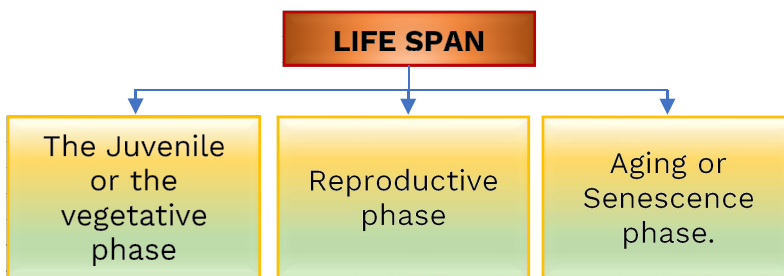 LIFE SPAN
The Juvenile
or the
vegetative
phase
Reproductive
phase
Aging or
Senescence
phase.